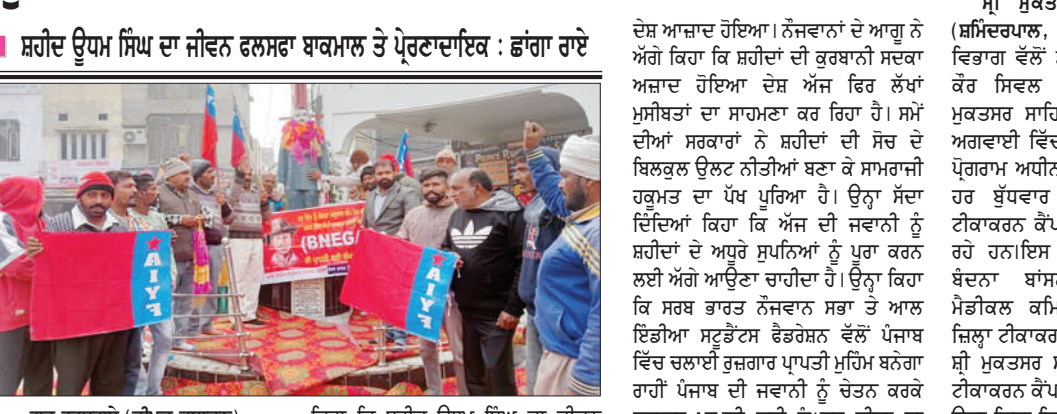 ਸ਼ਹੀਦ ਊਧਮ ਸਿੰਘ ਦਾ ਜੀਵਨ ਫਲਸਫਾ ਬਾਕਮਾਲ ਤੇ ਪ੍ਰੇਰਣਾਦਾਇਕ : ਛਾਂਗਾ ਰਾਏ
(BNEGA
AIYF
AIYF
ਦੇਸ਼ ਆਜ਼ਾਦ ਹੋਇਆ। ਨੌਜਵਾਨਾਂ ਦੇ ਆਗੂ ਨੇ
ਅੱਗੇ ਕਿਹਾ ਕਿ ਸ਼ਹੀਦਾਂ ਦੀ ਕੁਰਬਾਨੀ ਸਦਕਾ
ਅਜ਼ਾਦ ਹੋਇਆ ਦੇਸ਼ ਅੱਜ ਫਿਰ ਲੱਖਾਂ
ਮੁਸੀਬਤਾਂ ਦਾ ਸਾਹਮਣਾ ਕਰ ਰਿਹਾ ਹੈ। ਸਮੇਂ
ਦੀਆਂ ਸਰਕਾਰਾਂ ਨੇ ਸ਼ਹੀਦਾਂ ਦੀ ਸੋਚ ਦੇ
ਬਿਲਕੁਲ ਉਲਟ ਨੀਤੀਆਂ ਬਣਾ ਕੇ ਸਾਮਰਾਜੀ
ਹਕੂਮਤ ਦਾ ਪੱਖ ਪੂਰਿਆ ਹੈ। ਉਨ੍ਹਾ ਸੱਦਾ
ਦਿੰਦਿਆਂ ਕਿਹਾ ਕਿ ਅੱਜ ਦੀ ਜਵਾਨੀ ਨੂੰ
ਸ਼ਹੀਦਾਂ ਦੇ ਅਧੂਰੇ ਸੁਪਨਿਆਂ ਨੂੰ ਪੂਰਾ ਕਰਨ
ਲਈ ਅੱਗੇ ਆਉਣਾ ਚਾਹੀਦਾ ਹੈ। ਉਨ੍ਹਾ ਕਿਹਾ
ਕਿ ਸਰਬ ਭਾਰਤ ਨੌਜਵਾਨ ਸਭਾ ਤੇ ਆਲ
ਇੰਡੀਆ ਸਟੂਡੈਂਟਸ ਫੈਡਰੇਸ਼ਨ ਵੱਲੋਂ ਪੰਜਾਬ
ਵਿੱਚ ਚਲਾਈ ਰੁਜ਼ਗਾਰ ਪ੍ਰਾਪਤੀ ਮੁਹਿੰਮ ਬਨੇਗਾ
ਰਾਹੀਂ ਪੰਜਾਬ ਦੀ ਜਵਾਨੀ ਨੂੰ ਚੇਤਨ ਕਰਕੇ
(ਸ਼ਮਿੰਦਰਪਾਲ,
ਵਿਭਾਗ ਵੱਲੋਂ
ਕੌਰ ਸਿਵਲ
ਮੁਕਤਸਰ ਸਾਹਿ
ਅਗਵਾਈ ਵਿੱਚ
ਪ੍ਰੋਗਰਾਮ ਅਧੀਨ
ਹਰ ਬੁੱਧਵਾਰ
ਟੀਕਾਕਰਨ ਕੈਂਪ
ਰਹੇ ਹਨ।ਇਸ
ਬੰਦਨਾ ਬਾਂਸ
ਮੈਡੀਕਲ ਕਮਿ
ਜ਼ਿਲ੍ਹਾ ਟੀਕਾਕਰ
ਸ਼੍ਰੀ ਮੁਕਤਸਰ ਸ
ਟੀਕਾਕਰਨ ਕੈਂਪ